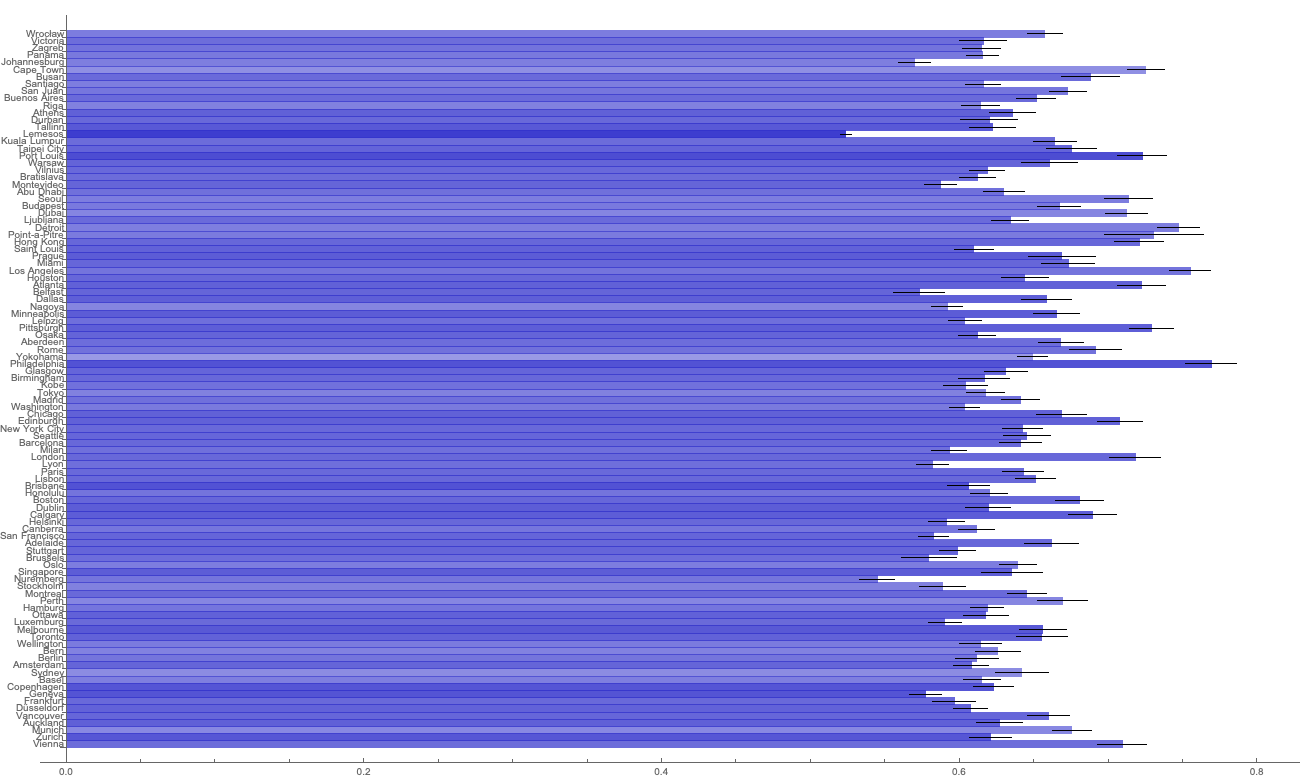 Wrocław
Victoria
Zagreb
Panama
Johannesburg
Cape Town
Busan
Santiago
San Juan
Buenos Aires
Riga
Athens
Durban
Tallinn
Lemesos
Kuala Lumpur
Taipei City
Port Louis
Warsaw
Vilnius
Bratislava
Montevideo
Abu Dhabi
Seoul
Budapest
Dubai
Ljubljana
Detroit
Point-a-Pitre
Hong Kong
Saint Louis
Prague
Miami
Los Angeles
Houston
Atlanta
Belfast
Dallas
Nagoya
Minneapolis
Leipzig
Pittsburgh
Osaka
Aberdeen
Rome
Yokohama
Philadelphia
Glasgow
Birmingham
Kobe
Tokyo
Madrid
Washington
Chicago
Edinburgh
New York City
Seattle
Barcelona
Milan
London
Lyon
Paris
Lisbon
Brisbane
Honolulu
Boston
Dublin
Calgary
Helsinki
Canberra
San Francisco
Adelaide
Stuttgart
Brussels
Oslo
Singapore
Nuremberg
Stockholm
Montreal
Perth
Hamburg
Ottawa
Luxemburg
Melbourne
Toronto
Wellington
Bern
Berlin
Amsterdam
Sydney
Basel
Copenhagen
Geneva
Frankfurt
Düsseldorf
Vancouver
Auckland
Munich
Zurich
Vienna
0.0 0.2 0.4 0.6 0.8